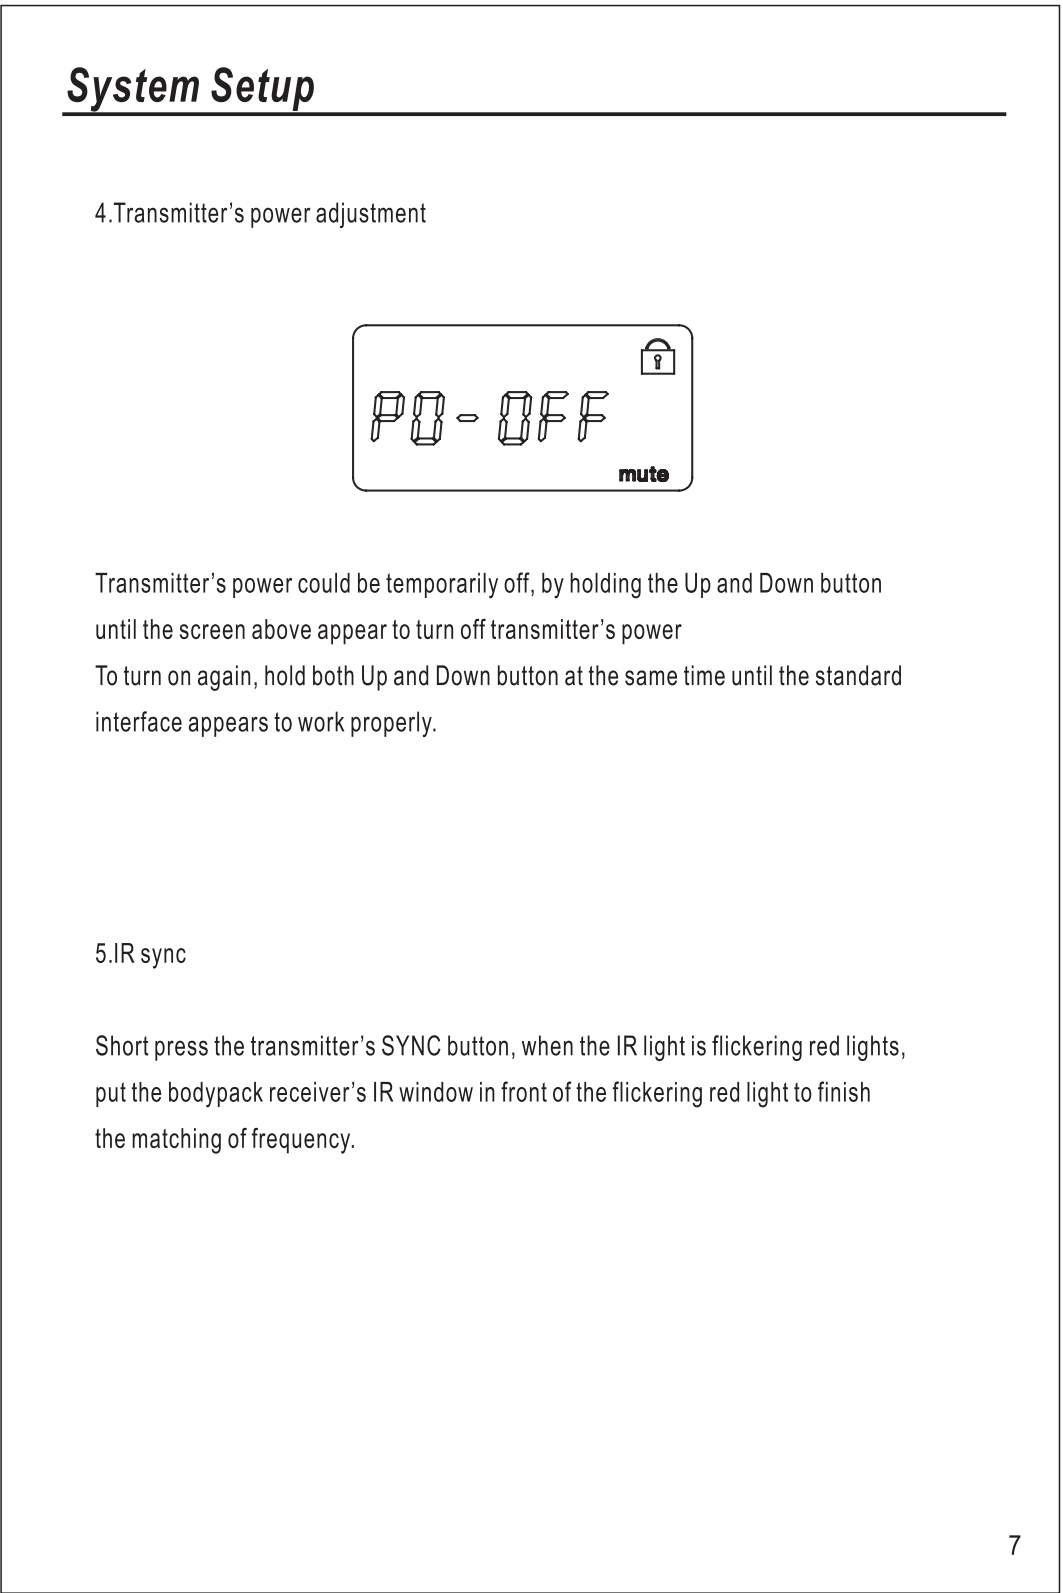 System Setup
4.Transmitter’s power adjustment
PO-OFF
mute
Transmitter’s power could be temporarily off, by holding the Up and Down button
until the screen above appear to turn off transmitter’s power
To turn on again, hold both Up and Down button at the same time until the standard
interface appears to work properly.
5.IR sync
Short press the transmitter’s SYNC button, when the IR light is flickering red lights,
put the bodypack receiver’s IR window in front of the flickering red light to finish
the matching of frequency.
7